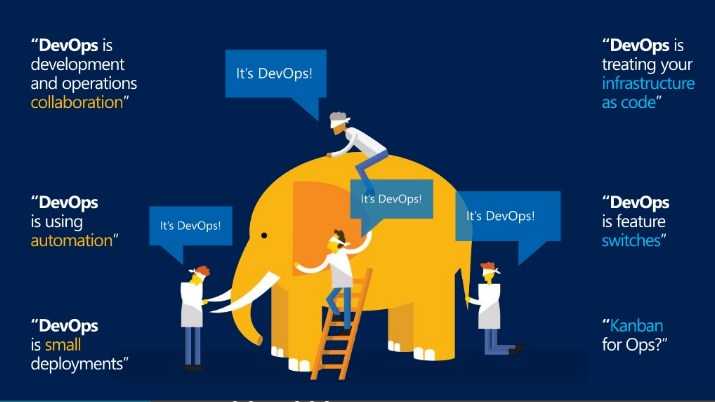 “DevOps is
development
and operations
collaboration”
“DevOps
is using
automation”
“DevOps
is small
deployments”
It’s DevOps!
It’s DevOps!
It’s DevOps!
It’s DevOps!
“DevOps is
treating your
infrastructure
as code”
“DevOps
is feature
switches”
“Kanban
for Ops?”